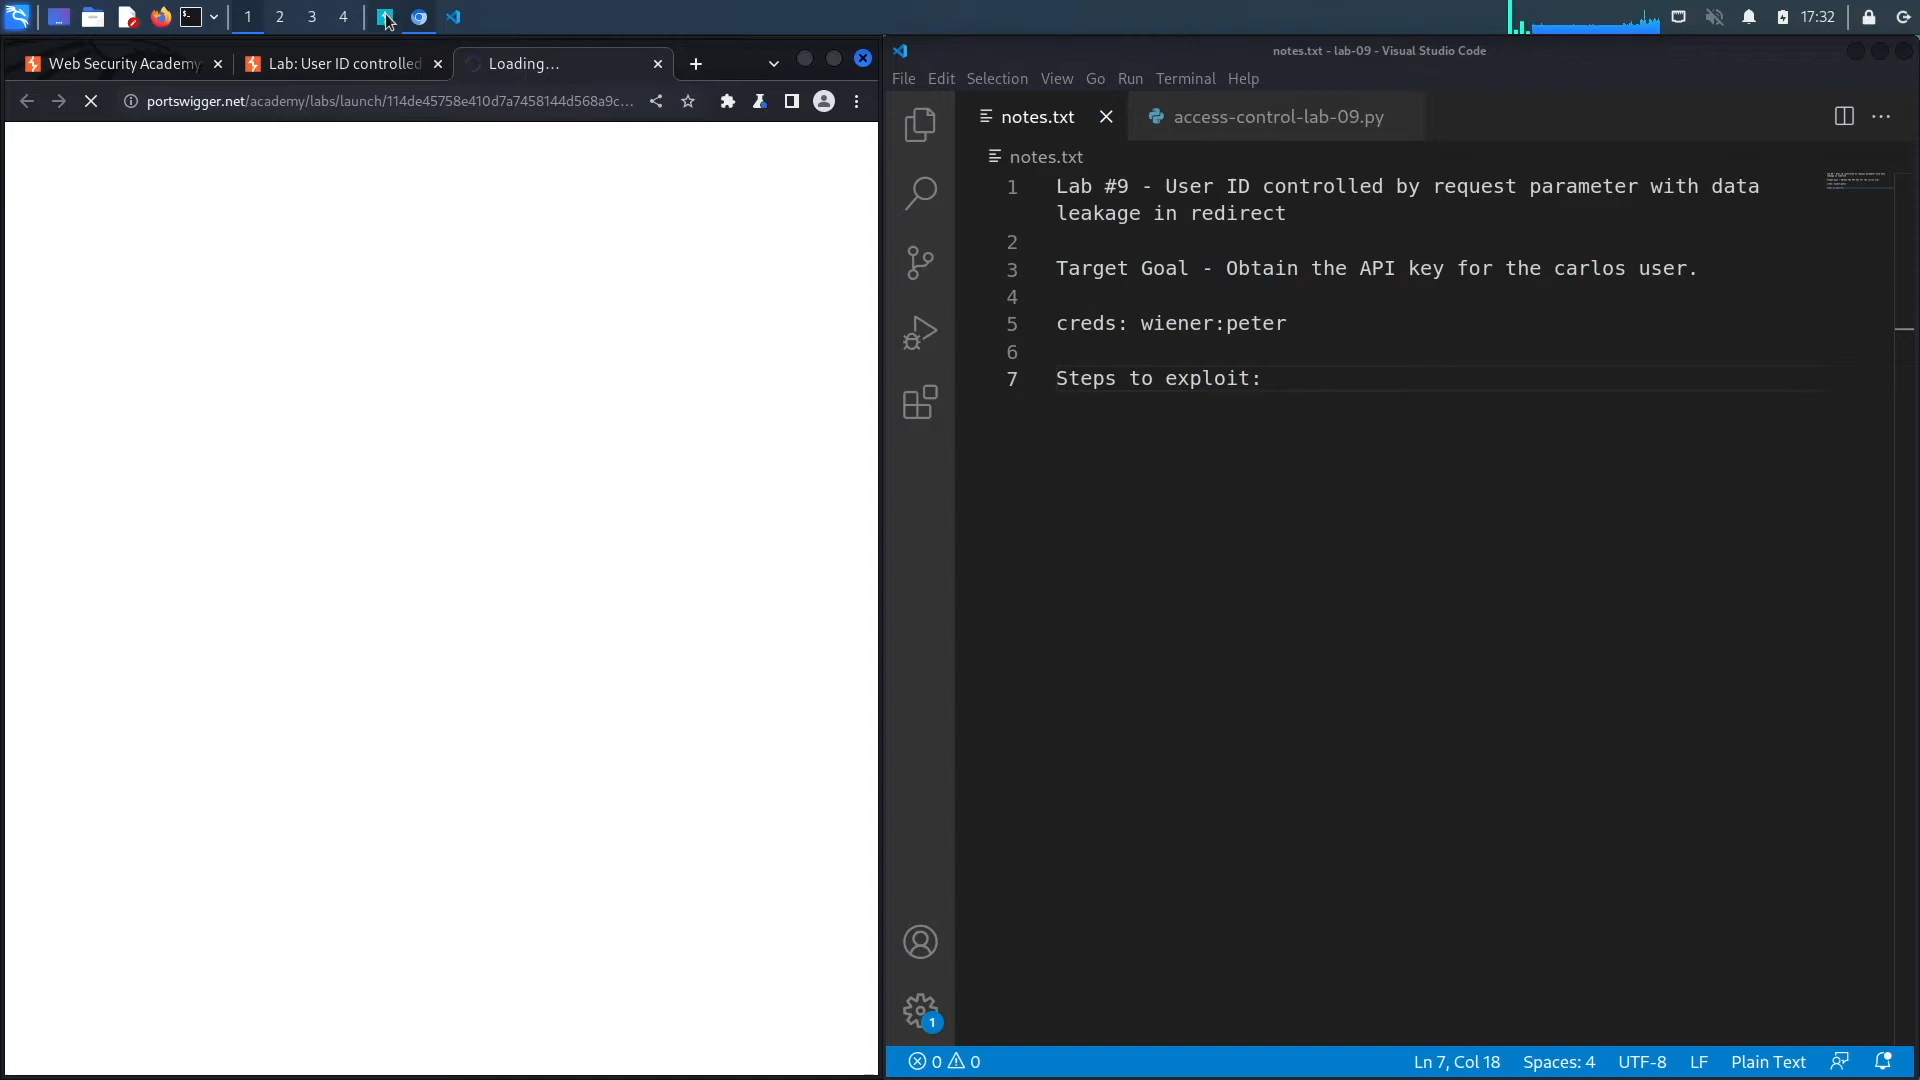 1 2 3 4
17:32
Web Security Academy
Lab: User ID controlled
Loading...
portswigger.net/academy/labs/launch/114de45758e410d7a7458144d568a9c...
notes.txt - lab-09 - Visual Studio Code
File Edit Selection View Go Run Terminal Help
notes.txt
access-control-lab-09.py
notes.txt
1 Lab #9 - User ID controlled by request parameter with data
leakage in redirect
2
3 Target Goal - Obtain the API key for the carlos user.
4
5 creds: wiener:peter
6
7 Steps to exploit:
1
0 0
Ln 7, Col 18 Spaces: 4 UTF-8 LF Plain Text